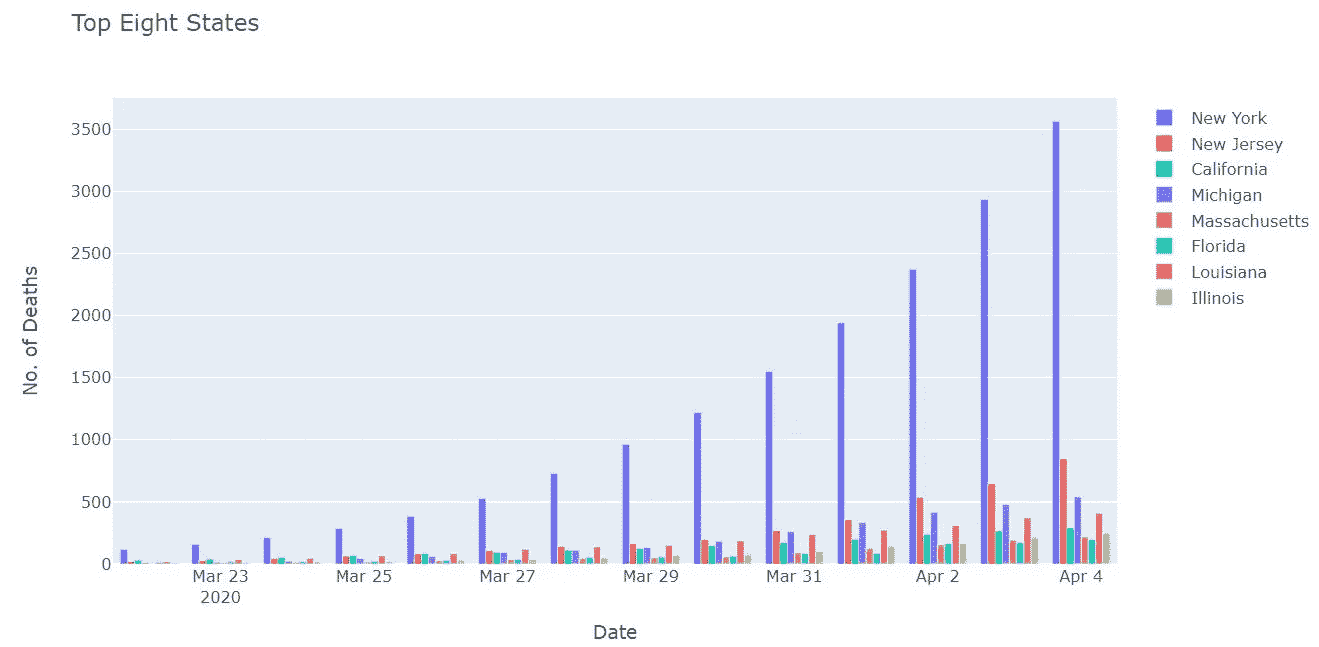 Top Eight States
No. of Deaths
3500
3000
2500
2000
1500
1000
500
0
Mar 23
2020
Mar 25
Mar 27
Mar 29
Mar 31
Apr 2
Apr 4
Date
New York
New Jersey
California
Michigan
Massachusetts
Florida
Louisiana
Illinois